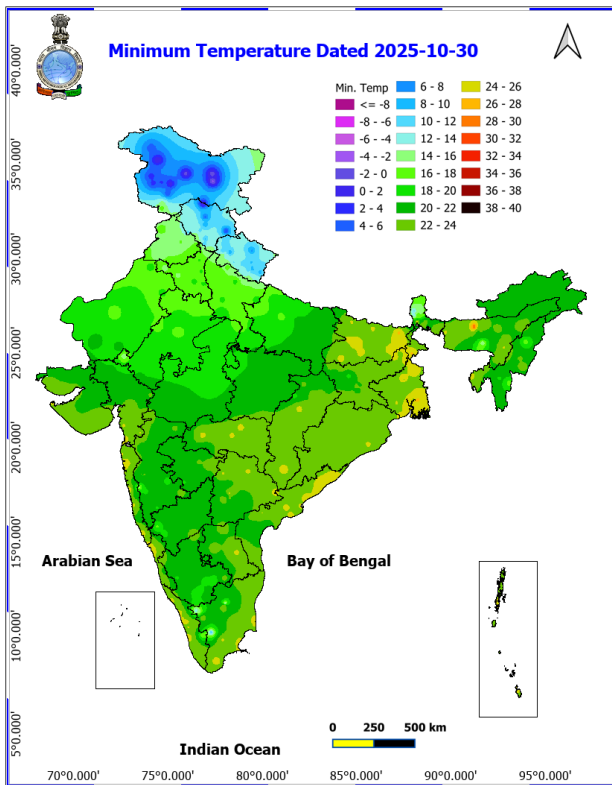 Minimum Temperature Dated 2025-10-30
Min. Temp
<= -8
-8 - -6
-6 - -4
-4 - -2
-2 - 0
0 - 2
2 - 4
4 - 6
6 - 8
8 - 10
10 - 12
12 - 14
14 - 16
16 - 18
18 - 20
20 - 22
22 - 24
24 - 26
26 - 28
28 - 30
30 - 32
32 - 34
34 - 36
36 - 38
38 - 40
40°0.000'
35°0.000'
30°0.000'
25°0.000'
20°0.000'
15°0.000'
10°0.000'
5°0.000'
Arabian Sea
Bay of Bengal
Indian Ocean
0 250 500 km
70°0.000' 75°0.000' 80°0.000' 85°0.000' 90°0.000' 95°0.000'